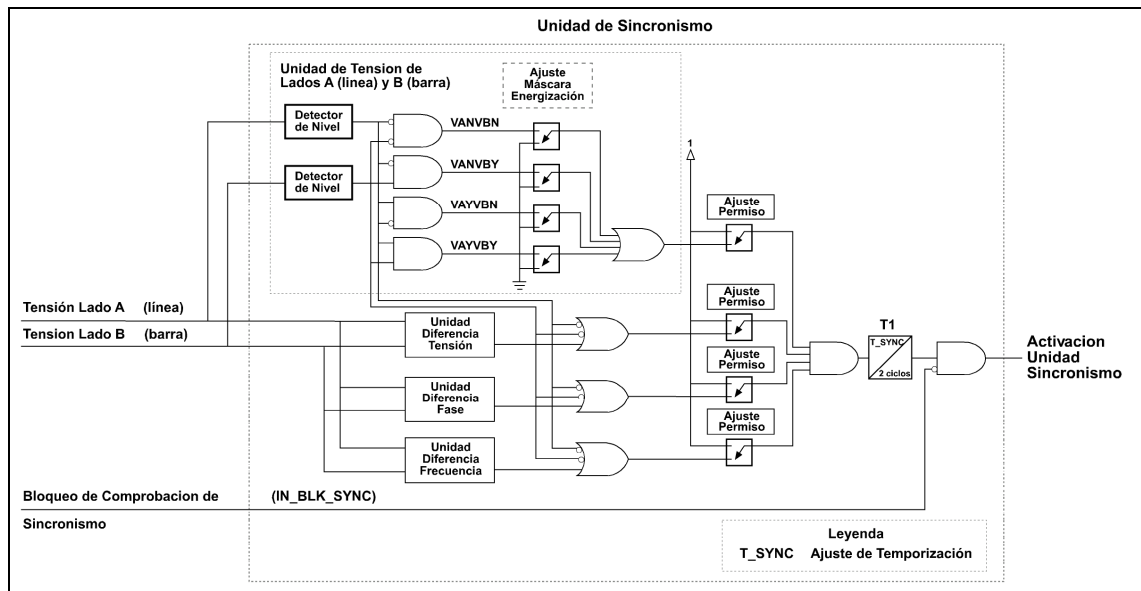 Unidad de Sincronismo
Unidad de Tension de
Lados A (linea) y B (barra)
Ajuste
Máscara
Energización
Detector
de Nivel
VANVBN
Detector
de Nivel
VANVBY
VAYVBN
VAYVBY
1
Ajuste
Permiso
Tensión Lado A (línea)
Tension Lado B (barra)
Unidad
Diferencia
Tensión
Ajuste
Permiso
Unidad
Diferencia
Fase
Ajuste
Permiso
Unidad
Diferencia
Frecuencia
Ajuste
Permiso
T1
T_SYNC
2 ciclos
Activacion
Unidad
Sincronismo
Bloqueo de Comprobacion de (IN_BLK_SYNC)
Sincronismo
Leyenda
T_SYNC Ajuste de Temporización